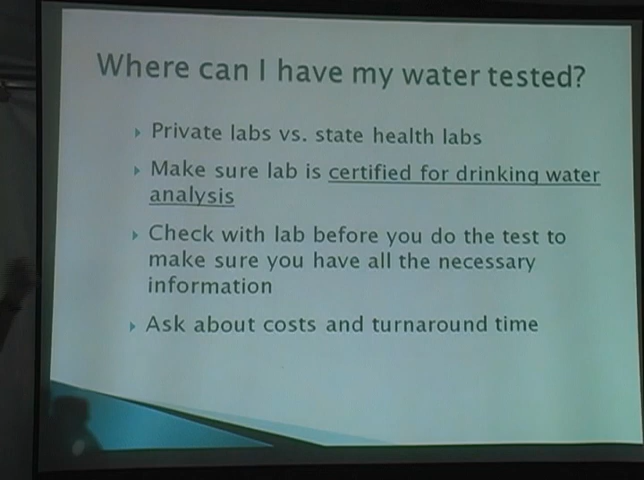 Where can I have my water tested?
Private labs vs. state health labs
Make sure lab is certified for drinking water
analysis
Check with lab before you do the test to
make sure you have all the necessary
information
Ask about costs and turnaround time